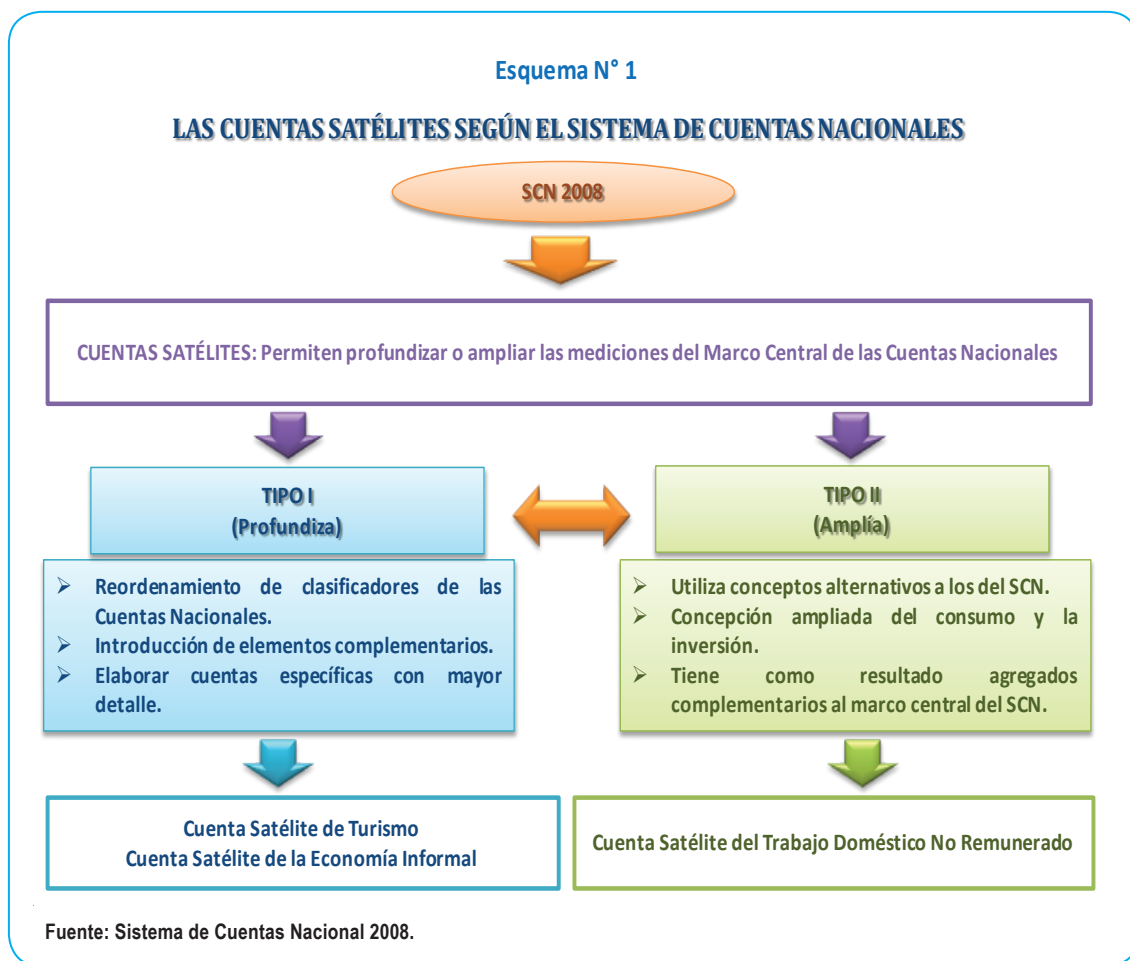 Esquema N° 1
LAS CUENTAS SATÉLITES SEGÚN EL SISTEMA DE CUENTAS NACIONALES
SCN 2008
CUENTAS SATÉLITES: Permiten profundizar o ampliar las mediciones del Marco Central de las Cuentas Nacionales
TIPO I
(Profundiza)
➢ Reordenamiento de clasificadores de las
Cuentas Nacionales.
➢ Introducción de elementos complementarios.
➢ Elaborar cuentas específicas con mayor
detalle.
TIPO II
(Amplía)
➢ Utiliza conceptos alternativos a los del SCN.
➢ Concepción ampliada del consumo y la
inversión.
➢ Tiene como resultado agregados
complementarios al marco central del SCN.
Cuenta Satélite de Turismo
Cuenta Satélite de la Economía Informal
Cuenta Satélite del Trabajo Doméstico No Remunerado
Fuente: Sistema de Cuentas Nacional 2008.